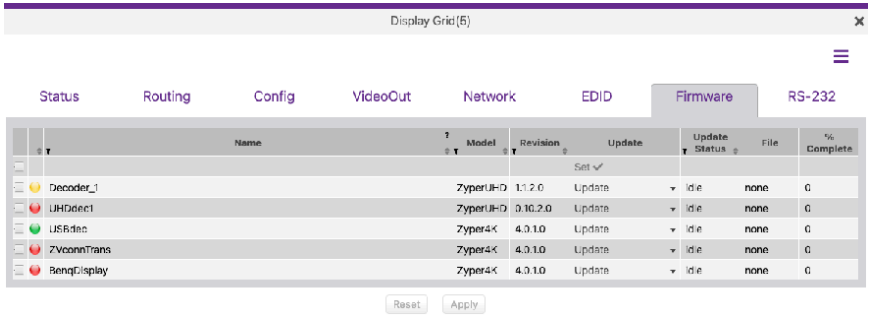 Display Grid(5) ×
Status Routing Config VideoOut Network EDID Firmware RS-232
Name ? Model Revision Update Update Status File % Complete
Set ✓
Decoder_1 ZyperUHD 1.1.2.0 Update Idle none 0
UHDdec1 ZyperUHD 0.10.2.0 Update Idle none 0
USBdec Zyper4K 4.0.1.0 Update Idle none 0
ZVconnTrans Zyper4K 4.0.1.0 Update Idle none 0
BenqDisplay Zyper4K 4.0.1.0 Update Idle none 0
Reset Apply